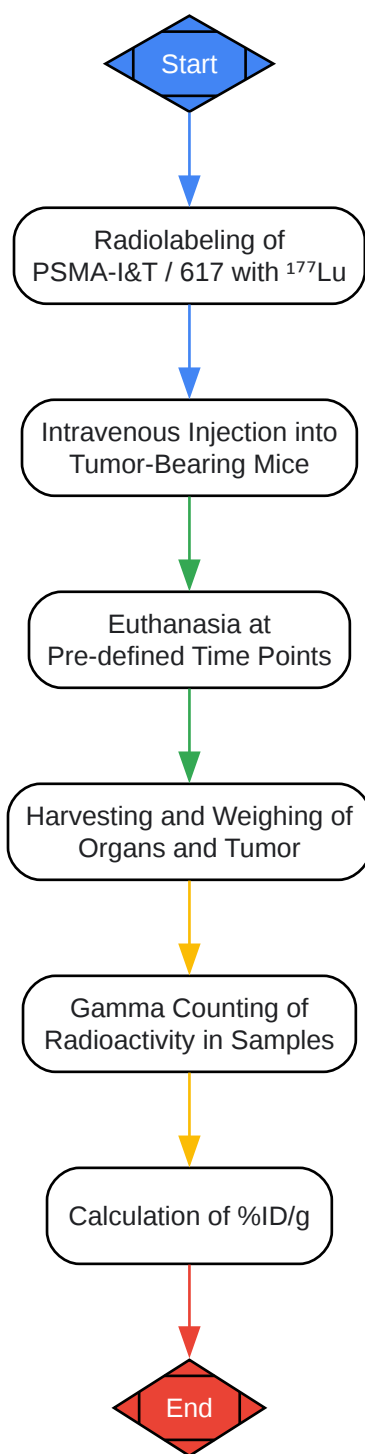 Start
Radiolabeling of
PSMA-I&T / 617 with ¹⁷⁷Lu
Intravenous Injection into
Tumor-Bearing Mice
Euthanasia at
Pre-defined Time Points
Harvesting and Weighing of
Organs and Tumor
Gamma Counting of
Radioactivity in Samples
Calculation of %ID/g
End